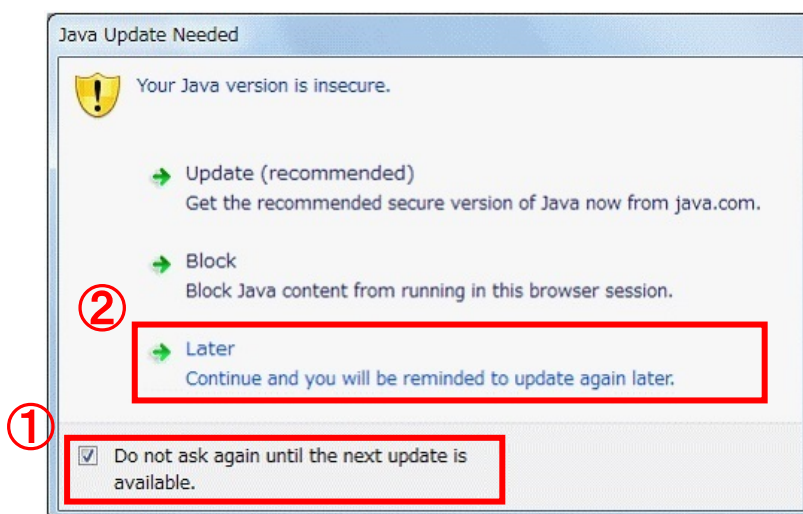 Java Update Needed
Your Java version is insecure.
Update (recommended)
Get the recommended secure version of Java now from java.com.
Block
Block Java content from running in this browser session.
②
Later
Continue and you will be reminded to update again later.
①
Do not ask again until the next update is
available.